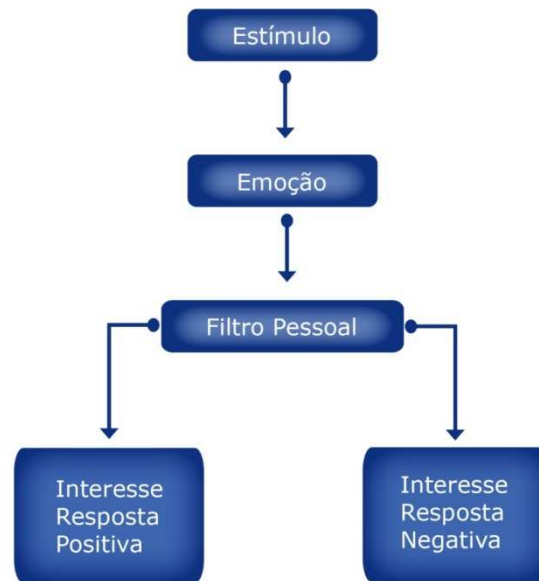 Estímulo
Emoção
Filtro Pessoal
Interesse
Resposta
Positiva
Interesse
Resposta
Negativa